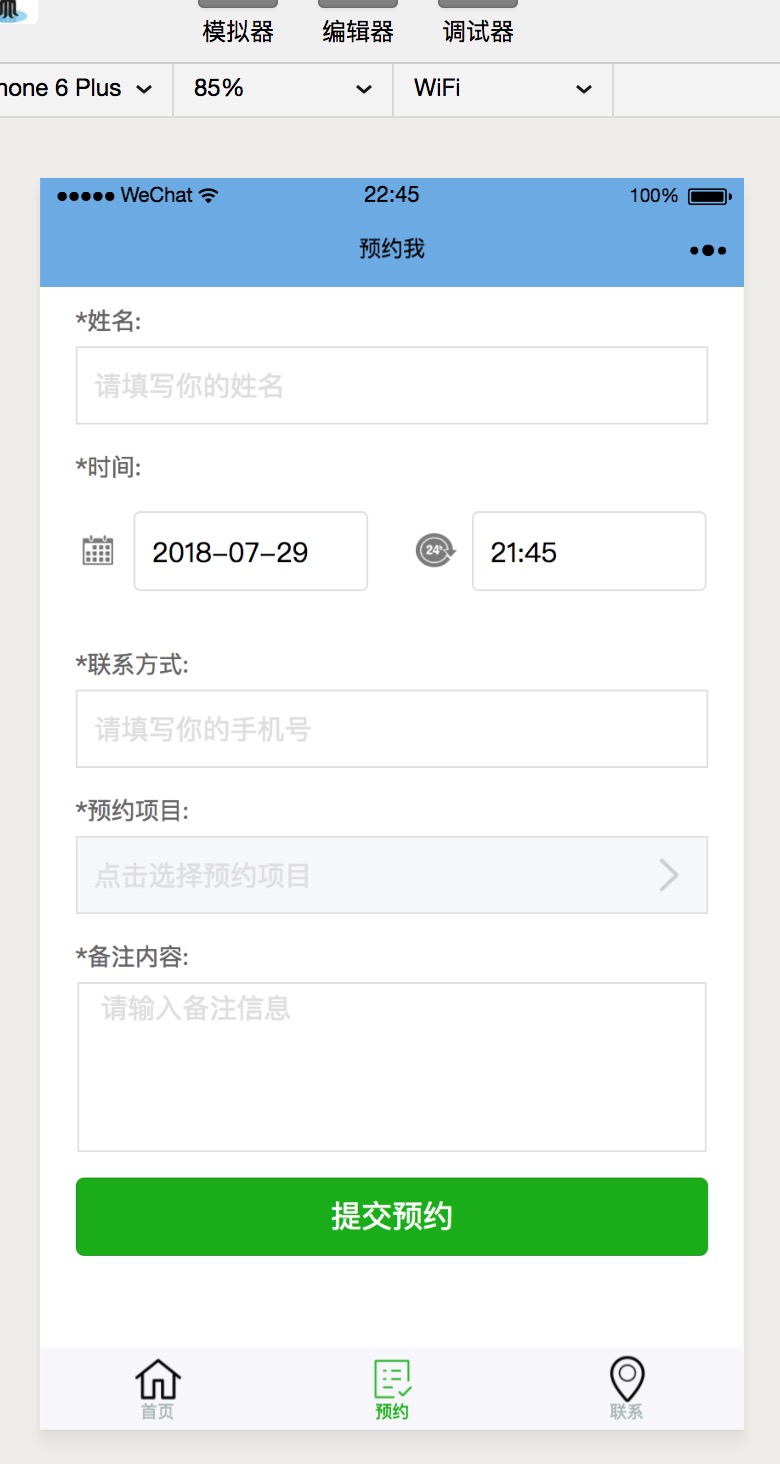 模拟器 编辑器 调试器
hone 6 Plus 85% WiFi
WeChat 22:45 100%
预约我
*姓名:
请填写你的姓名
*时间:
2018-07-29 24h 21:45
*联系方式:
请填写你的手机号
*预约项目:
点击选择预约项目
*备注内容:
请输入备注信息
提交预约
首页 预约 联系